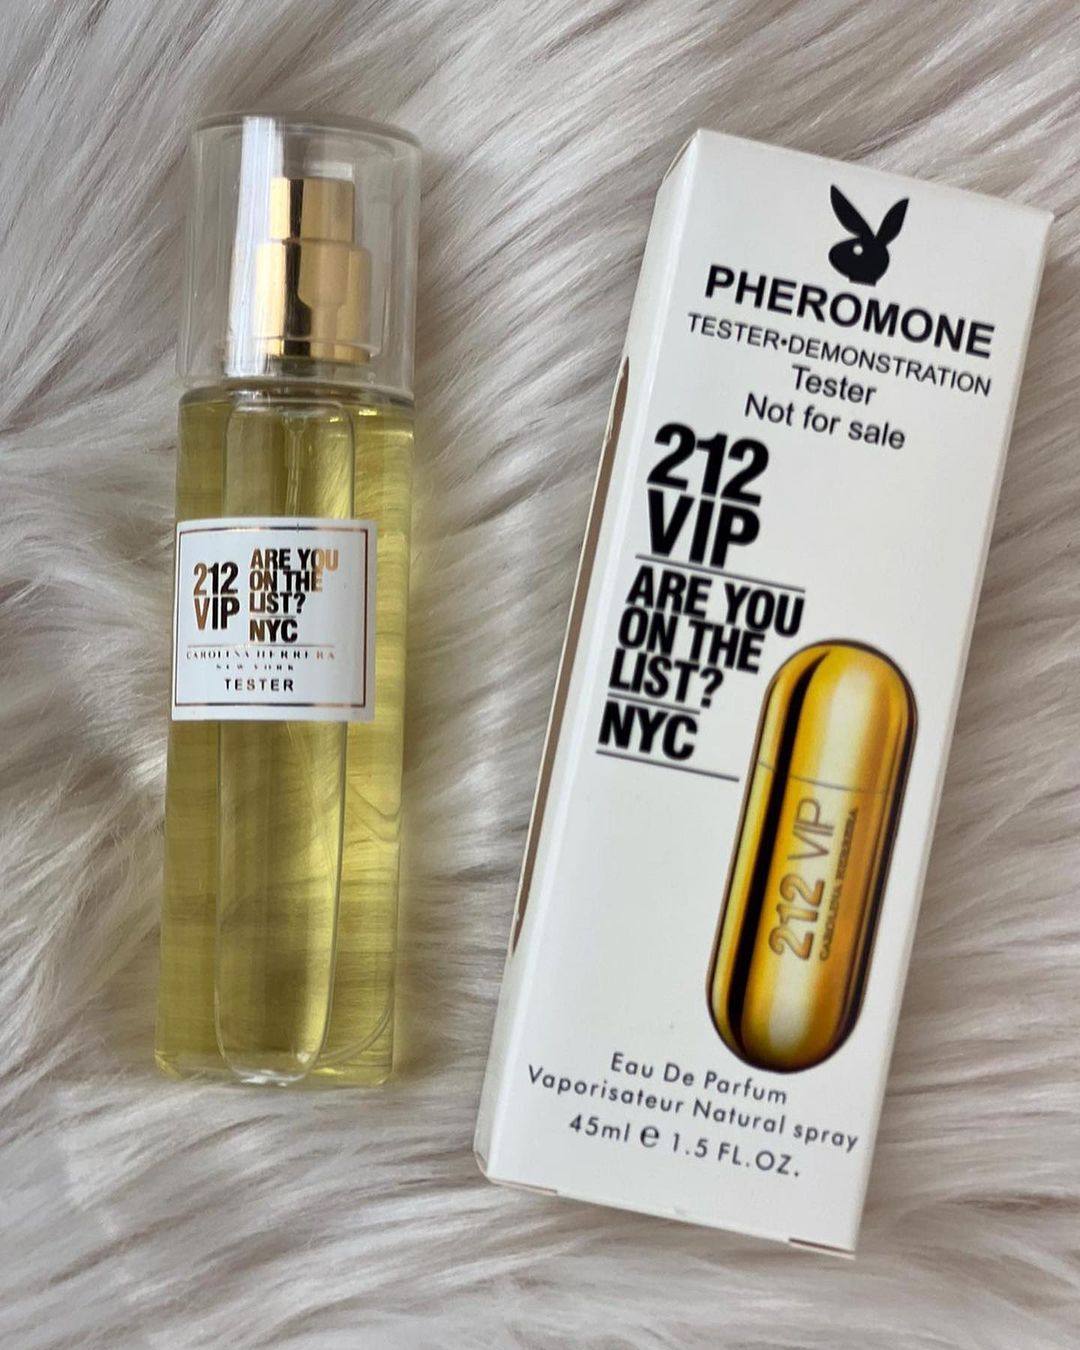 212
VIP
ARE YOU
ON THE
LIST?
NYC
CAROLINA HERRERA
NEW YORK
TESTER
PHEROMONE
TESTER•DEMONSTRATION
Tester
Not for sale
212
VIP
ARE YOU
ON THE
LIST?
NYC
212 VIP
CAROLINA HERRERA
Eau De Parfum
Vaporisateur Natural spray
45ml e 1.5 FL.OZ.